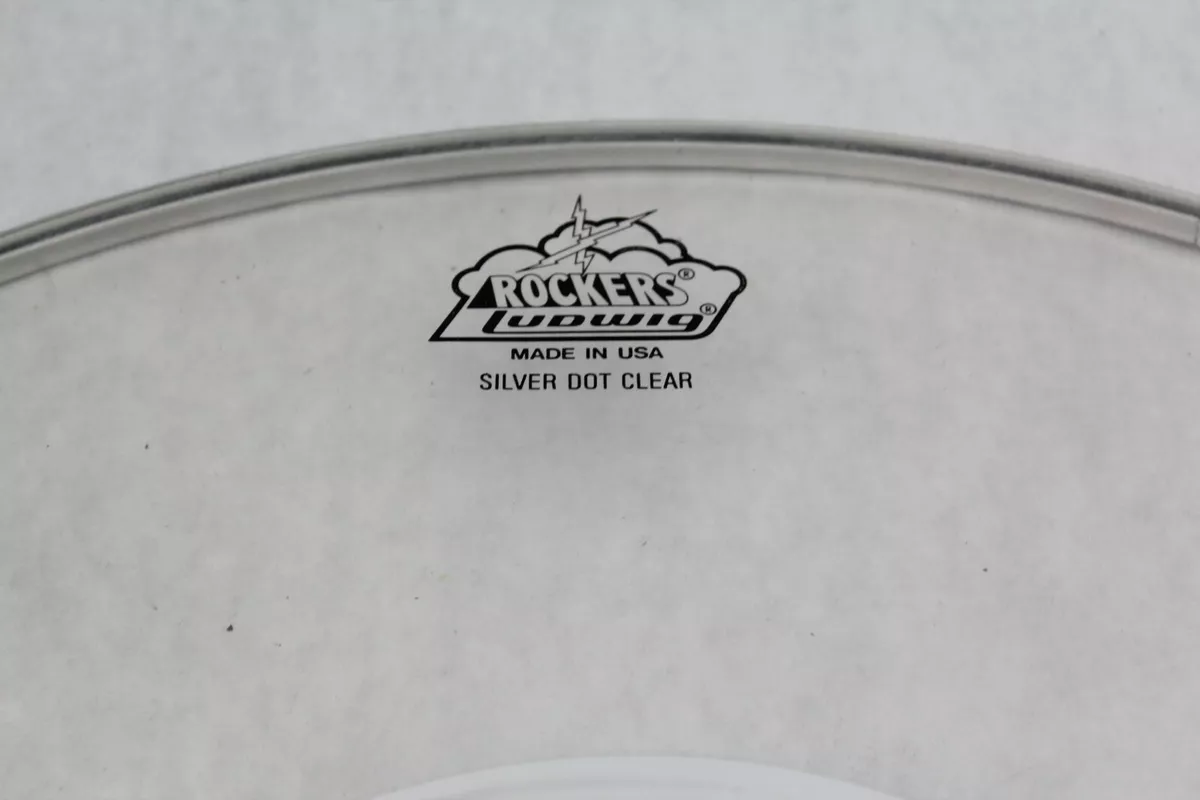 ROCKERS®
LUDWIG®
MADE IN USA
SILVER DOT CLEAR